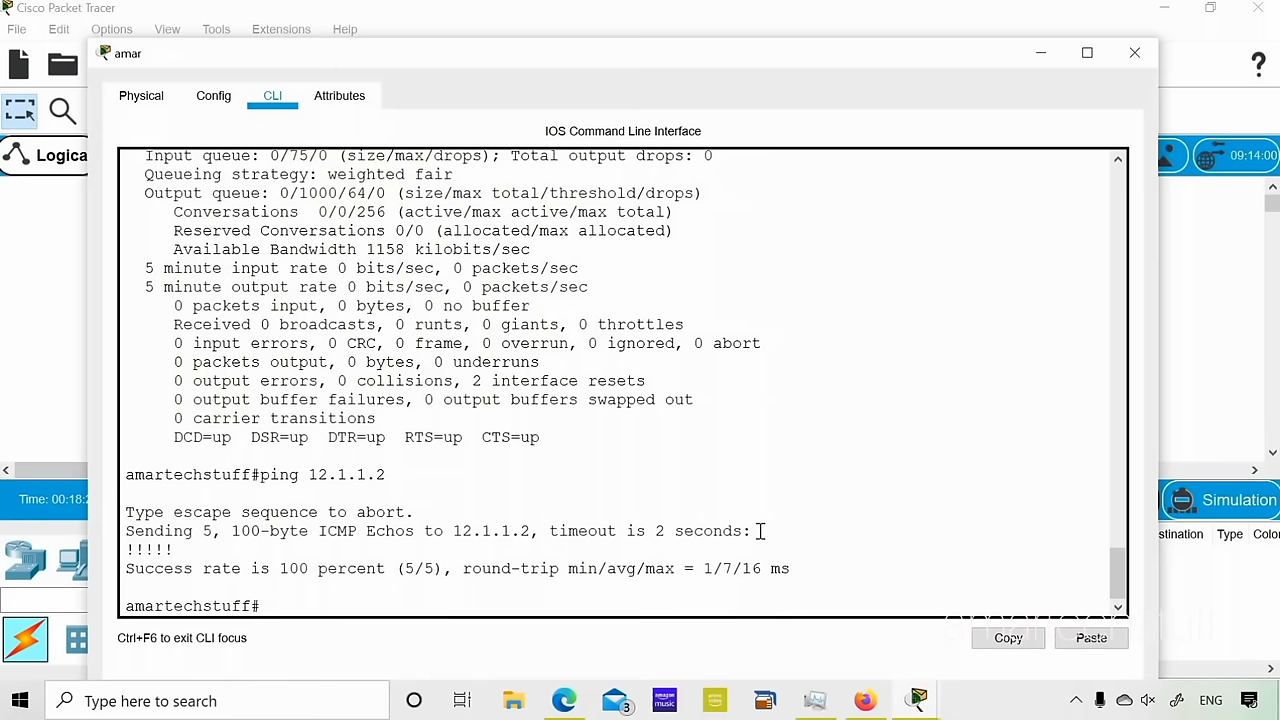 Cisco Packet Tracer
File Edit Options View Tools Extensions Help
amar
Physical Config CLI Attributes
IOS Command Line Interface
Logica
09:14:00
Input queue: 0/75/0 (size/max/drops); Total output drops: 0
Queueing strategy: weighted fair
Output queue: 0/1000/64/0 (size/max total/threshold/drops)
Conversations 0/0/256 (active/max active/max total)
Reserved Conversations 0/0 (allocated/max allocated)
Available Bandwidth 1158 kilobits/sec
5 minute input rate 0 bits/sec, 0 packets/sec
5 minute output rate 0 bits/sec, 0 packets/sec
0 packets input, 0 bytes, 0 no buffer
Received 0 broadcasts, 0 runts, 0 giants, 0 throttles
0 input errors, 0 CRC, 0 frame, 0 overrun, 0 ignored, 0 abort
0 packets output, 0 bytes, 0 underruns
0 output errors, 0 collisions, 2 interface resets
0 output buffer failures, 0 output buffers swapped out
0 carrier transitions
DCD=up DSR=up DTR=up RTS=up CTS=up
amartechstuff#ping 12.1.1.2
Type escape sequence to abort.
Sending 5, 100-byte ICMP Echos to 12.1.1.2, timeout is 2 seconds:
!!!!!
Success rate is 100 percent (5/5), round-trip min/avg/max = 1/7/16 ms
amartechstuff#
Time: 00:18:2
Simulation
stination Type Color
Ctrl+F6 to exit CLI focus
Copy Paste
Type here to search
3
amazon music
prime video
ENG